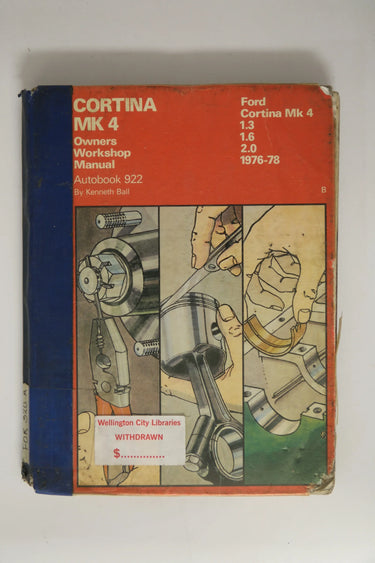 CORTINA
MK 4
Owners
Workshop
Manual
Autobook 922
By Kenneth Ball
Ford
Cortina Mk 4
1.3
1.6
2.0
1976-78
B
Wellington City Libraries
WITHDRAWN
$..............